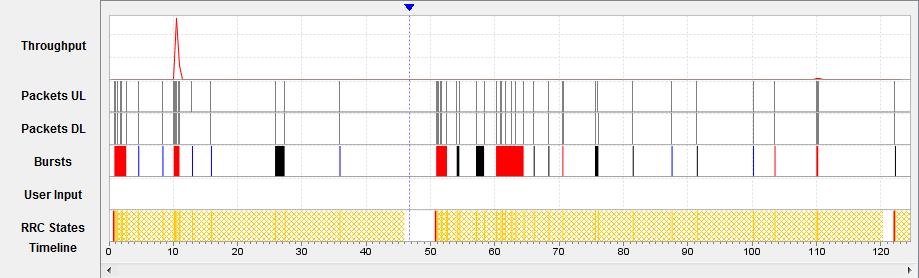 Throughput
Packets UL
Packets DL
Bursts
User Input
RRC States
Timeline
0 10 20 30 40 50 60 70 80 90 100 110 120